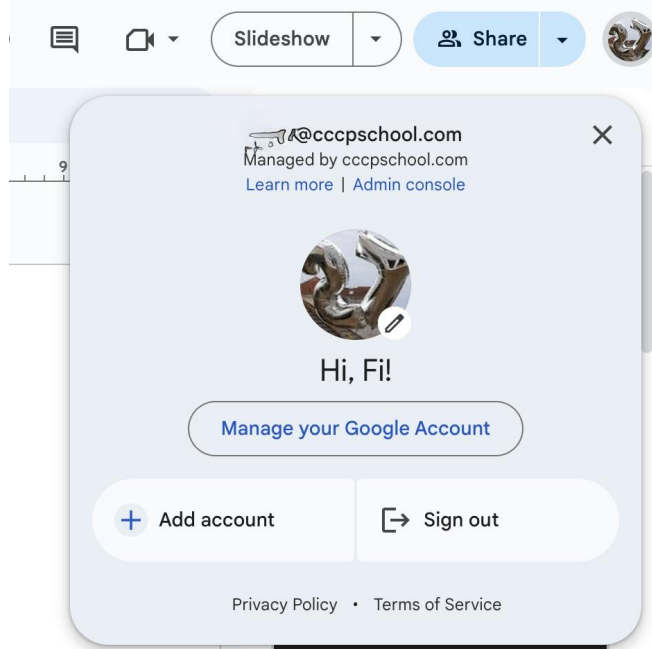 Slideshow
Share
9
@cccpschool.com
Managed by cccpschool.com
Learn more | Admin console
Hi, Fi!
Manage your Google Account
+ Add account
Sign out
Privacy Policy • Terms of Service